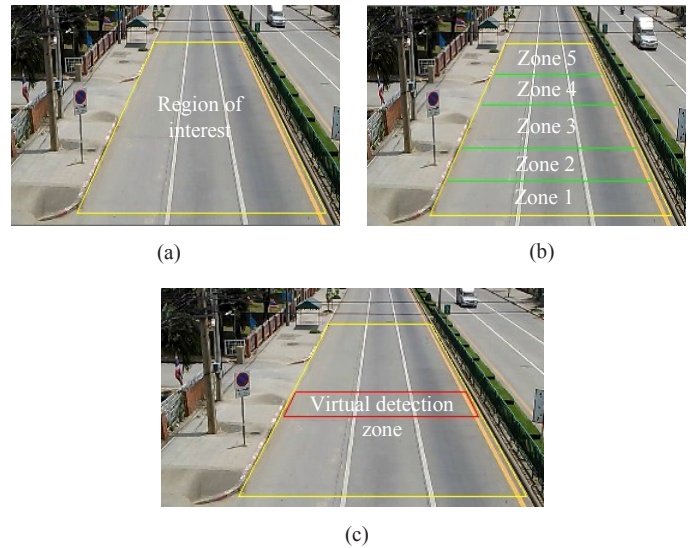 Region of
interest
Zone 5
Zone 4
Zone 3
Zone 2
Zone 1
(a)
(b)
Virtual detection
zone
(c)